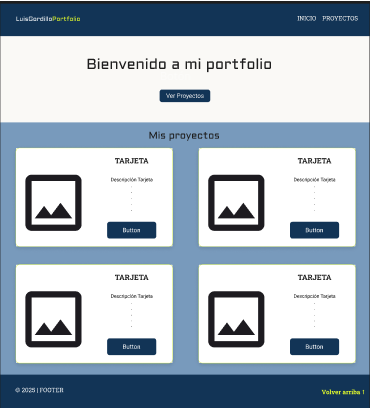 LuisGordilloPortfolio
INICIO PROYECTOS
Bienvenido a mi portfolio
Ver Proyectos
Mis proyectos
TARJETA
Descripción Tarjeta
.
.
.
.
Button
TARJETA
Descripción Tarjeta
.
.
.
.
Button
TARJETA
Descripción Tarjeta
.
.
.
Button
TARJETA
Descripción Tarjeta
.
.
.
Button
© 2025 | FOOTER
Volver arriba ↑